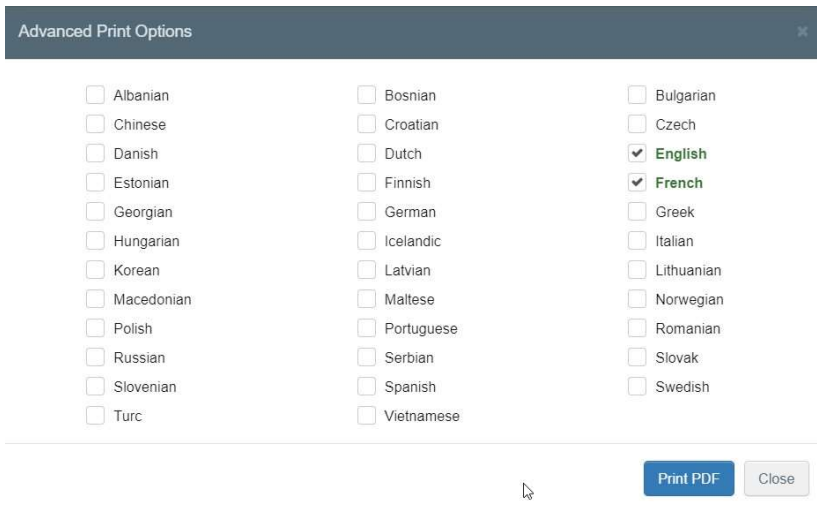 Advanced Print Options
Albanian Bosnian Bulgarian
Chinese Croatian Czech
Danish Dutch English
Estonian Finnish French
Georgian German Greek
Hungarian Icelandic Italian
Korean Latvian Lithuanian
Macedonian Maltese Norwegian
Polish Portuguese Romanian
Russian Serbian Slovak
Slovenian Spanish Swedish
Turc Vietnamese
Print PDF Close